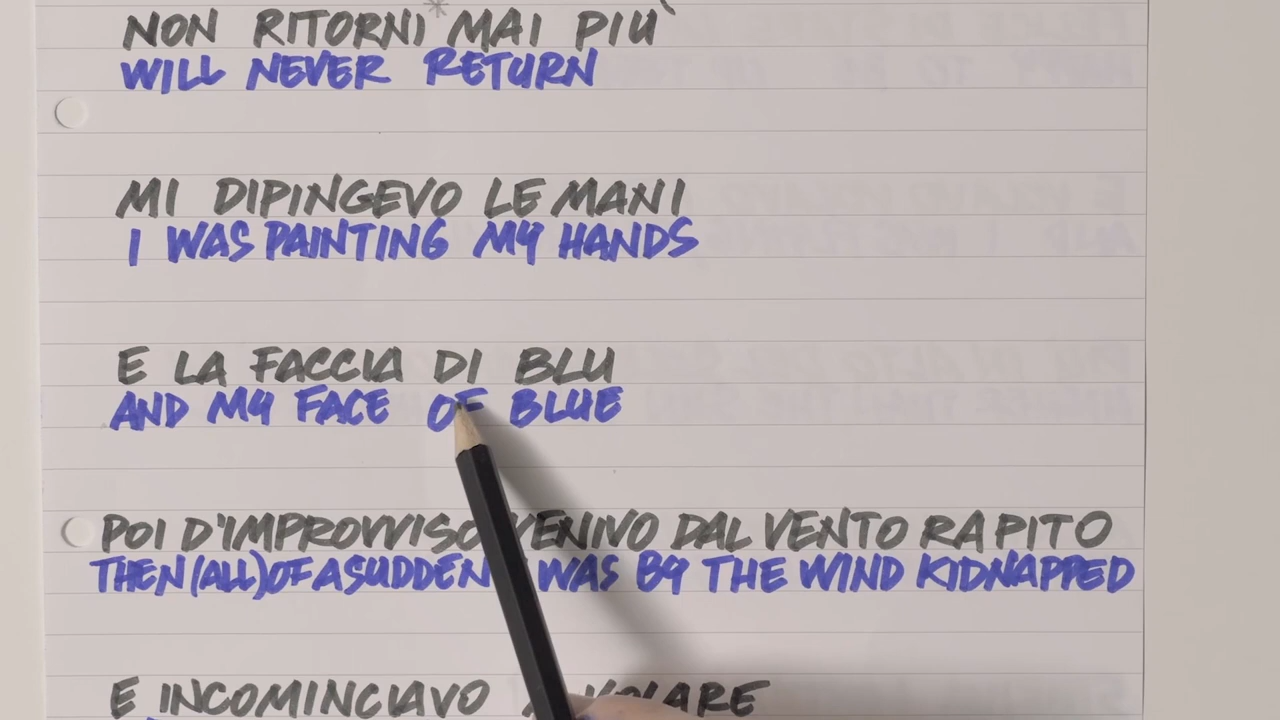 NON RITORNI* MAI PIÙ
WILL NEVER RETURN
MI DIPINGEVO LE MANI
I WAS PAINTING MY HANDS
E LA FACCIA DI BLU
AND MY FACE OF BLUE
POI D'IMPROVVISO VENIVO DAL VENTO RAPITO
THEN (ALL) OF A SUDDEN WAS BY THE WIND KIDNAPPED
E INCOMINCIAVO VOLARE